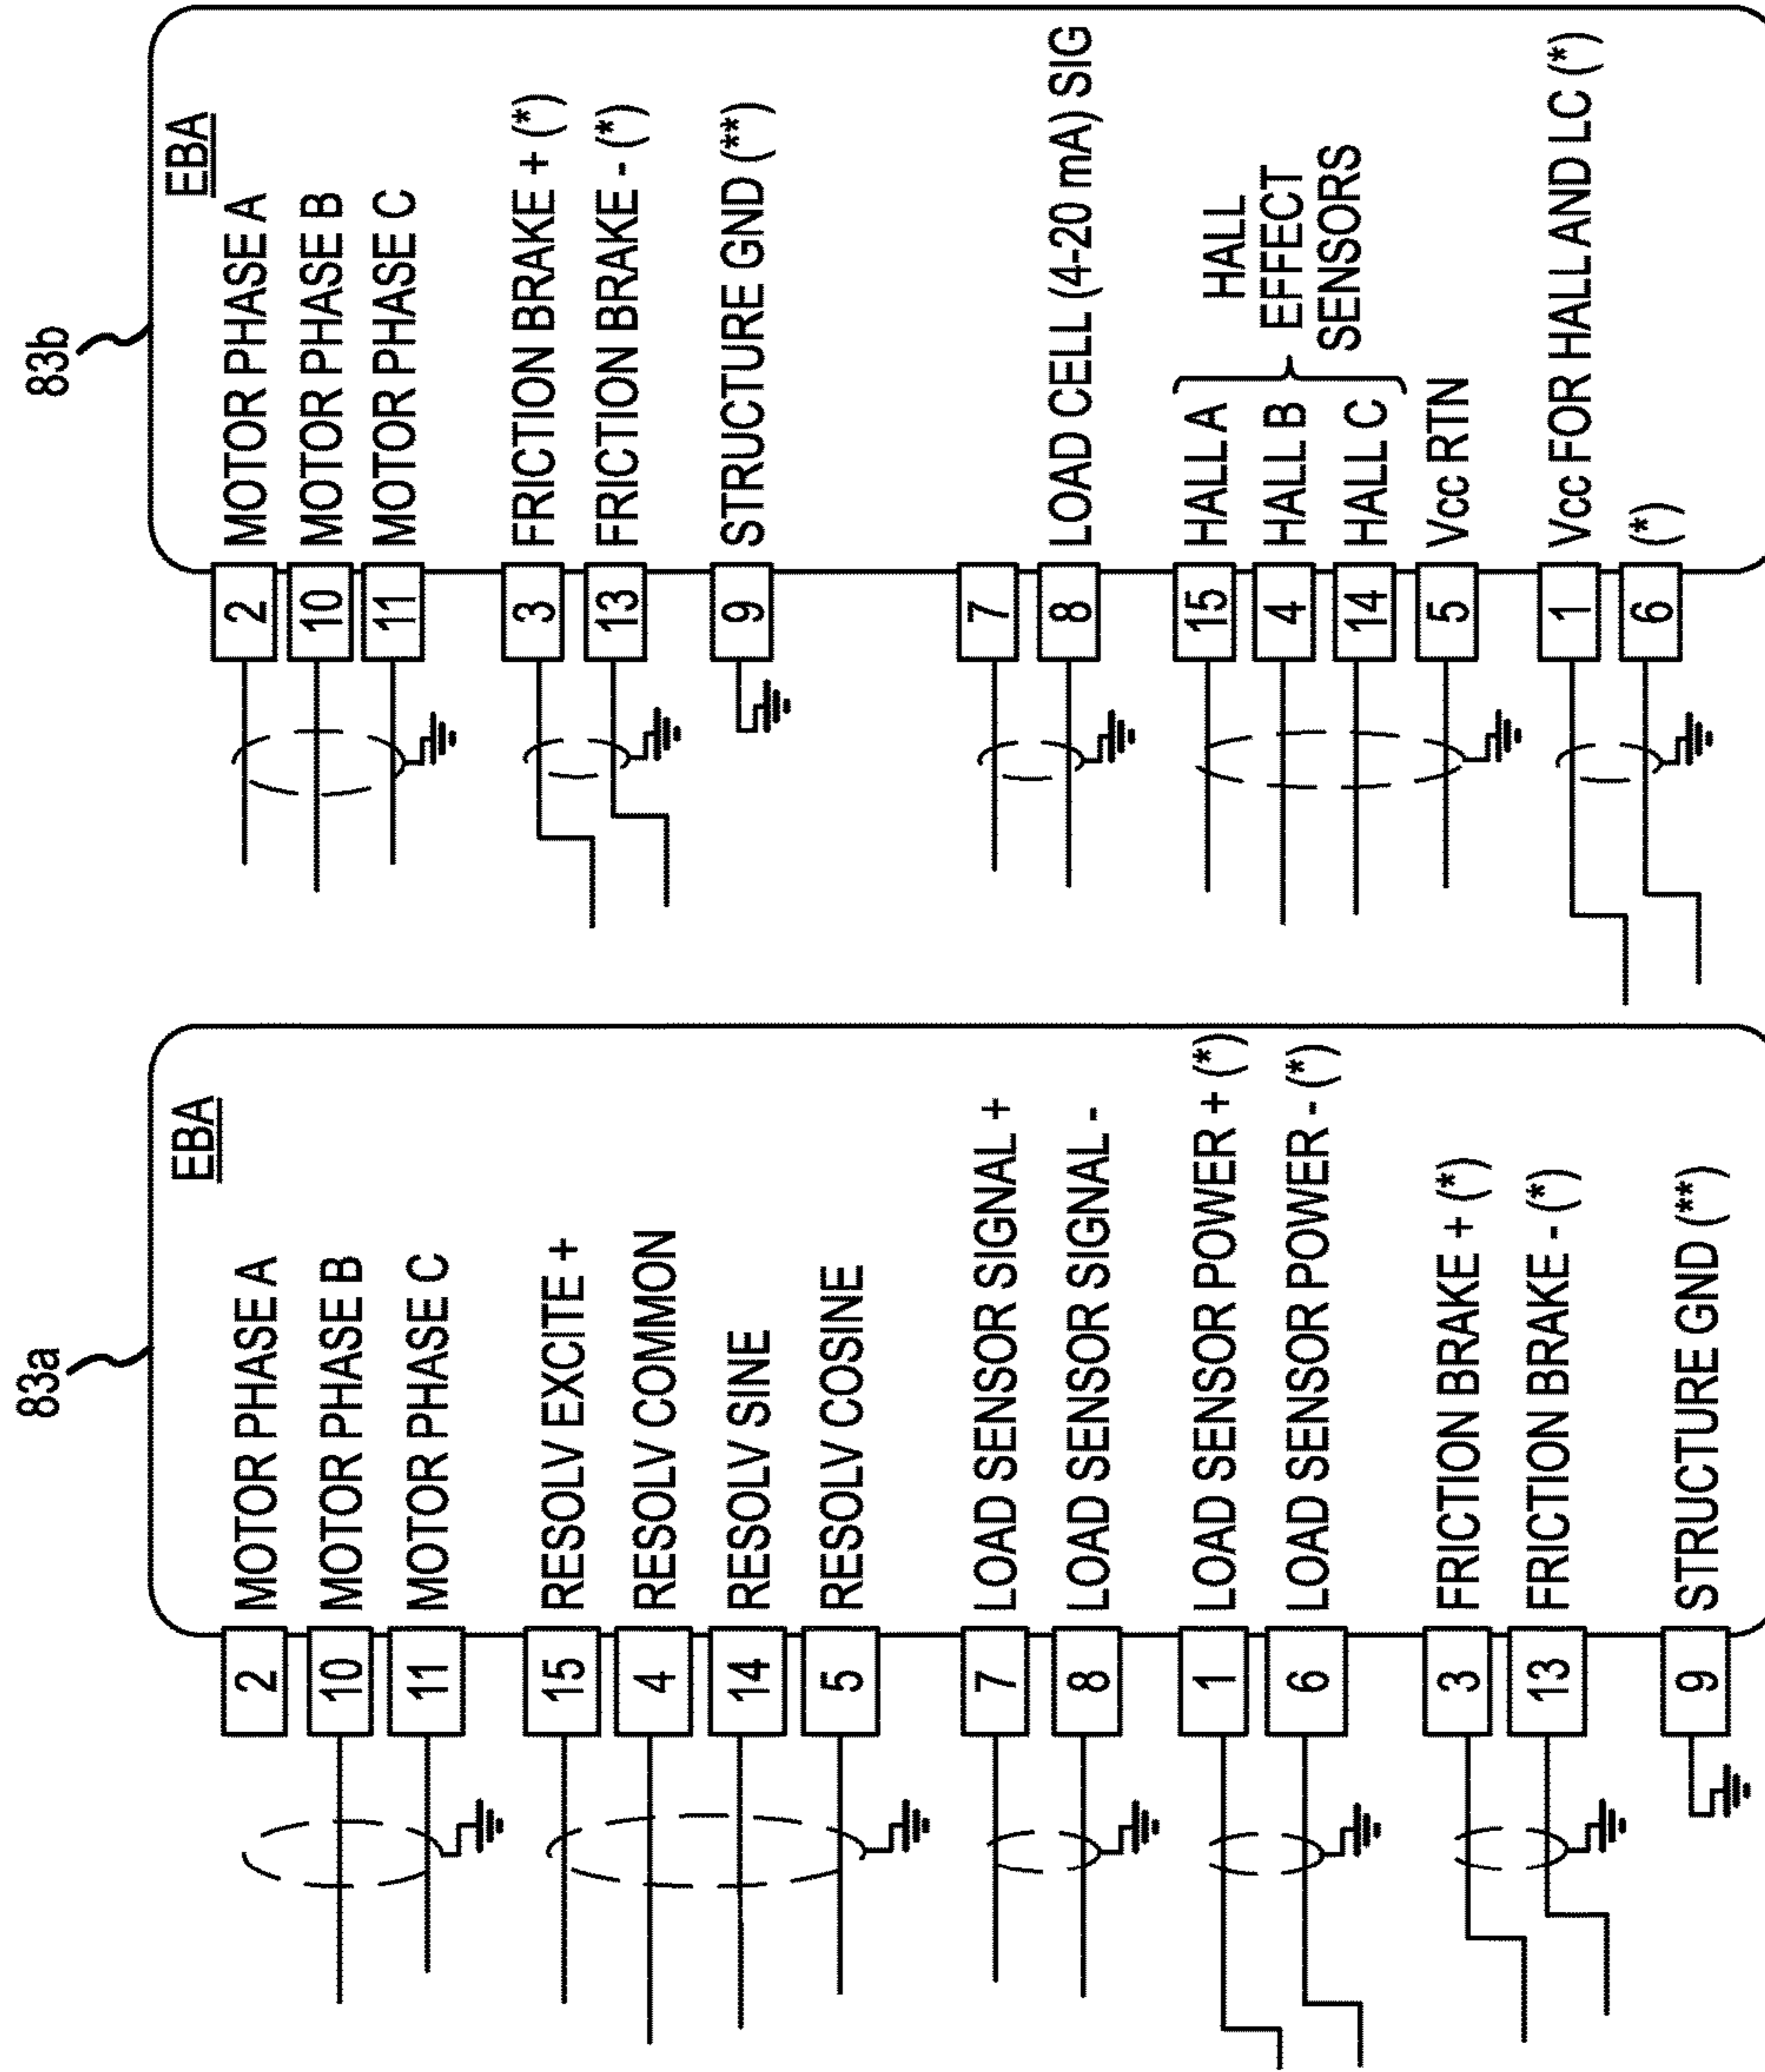 83a
EBA
2 MOTOR PHASE A
10 MOTOR PHASE B
11 MOTOR PHASE C
15 RESOLV EXCITE +
4 RESOLV COMMON
14 RESOLV SINE
5 RESOLV COSINE
7 LOAD SENSOR SIGNAL +
8 LOAD SENSOR SIGNAL -
1 LOAD SENSOR POWER + (*)
6 LOAD SENSOR POWER - (*)
3 FRICTION BRAKE + (*)
13 FRICTION BRAKE - (*)
9 STRUCTURE GND (**)
83b
EBA
2 MOTOR PHASE A
10 MOTOR PHASE B
11 MOTOR PHASE C
3 FRICTION BRAKE + (*)
13 FRICTION BRAKE - (*)
9 STRUCTURE GND (**)
7
8 LOAD CELL (4-20 mA) SIG
15 HALL A
4 HALL B
14 HALL C
HALL
EFFECT
SENSORS
5 Vcc RTN
1 Vcc FOR HALL AND LC (*)
6 (*)